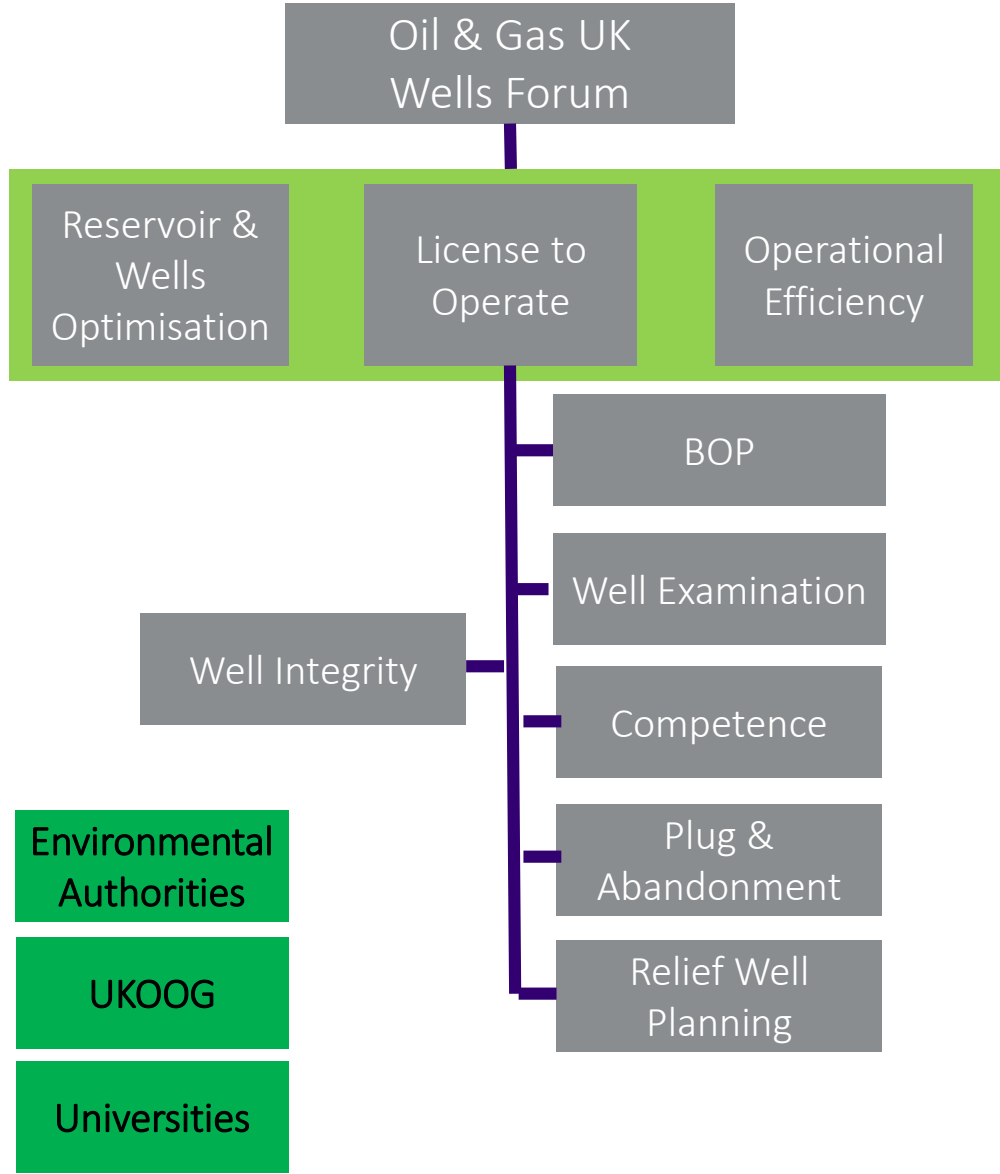 Oil & Gas UK
Wells Forum
Reservoir &
Wells
Optimisation
License to
Operate
Operational
Efficiency
BOP
Well Examination
Well Integrity
Competence
Plug &
Abandonment
Relief Well
Planning
Environmental
Authorities
UKOOG
Universities